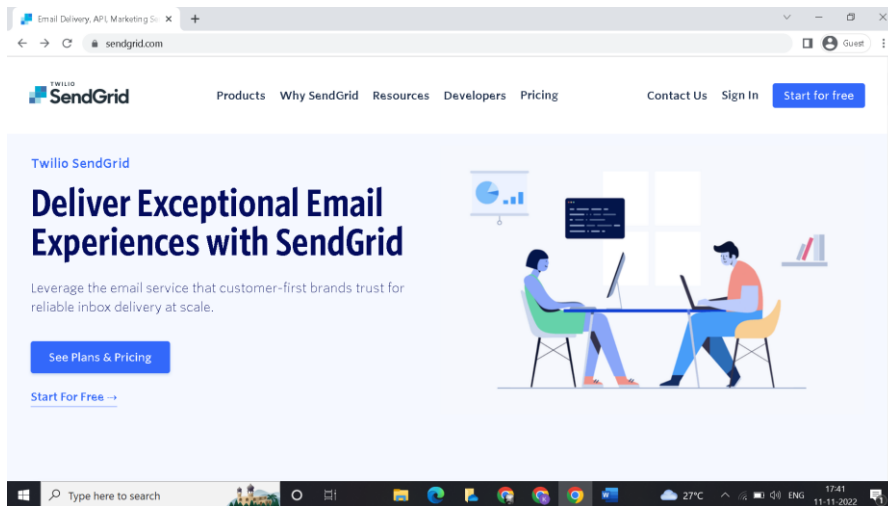 Email Delivery, API, Marketing Se
sendgrid.com
Guest
TWILIO
SendGrid
Products Why SendGrid Resources Developers Pricing Contact Us Sign In Start for free
Twilio SendGrid
Deliver Exceptional Email
Experiences with SendGrid
Leverage the email service that customer-first brands trust for
reliable inbox delivery at scale.
See Plans & Pricing
Start For Free →
Type here to search
27°C
ENG
17:41
11-11-2022